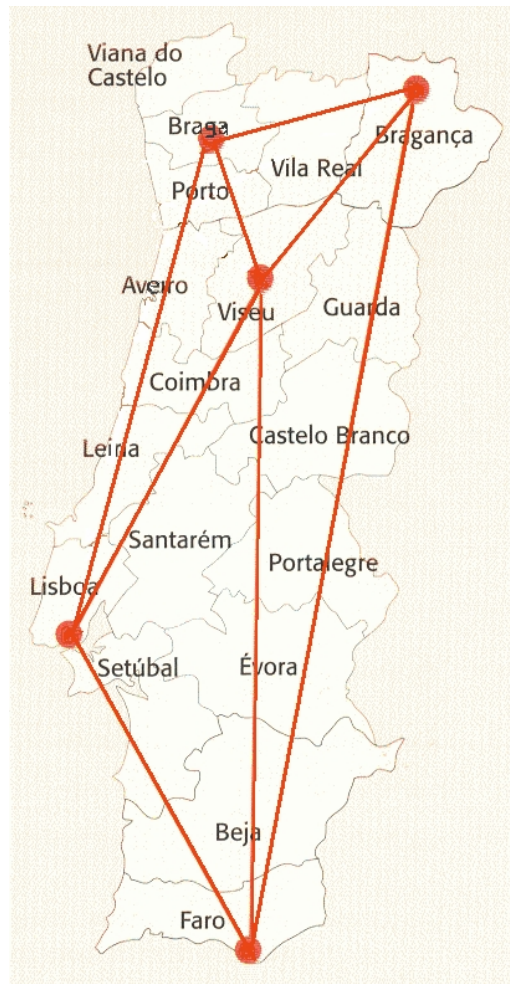 Viana do
Castelo
Braga
Bragança
Vila Real
Porto
Aveiro
Viseu
Guarda
Coimbra
Castelo Branco
Leiria
Santarém
Portalegre
Lisboa
Setúbal
Évora
Beja
Faro